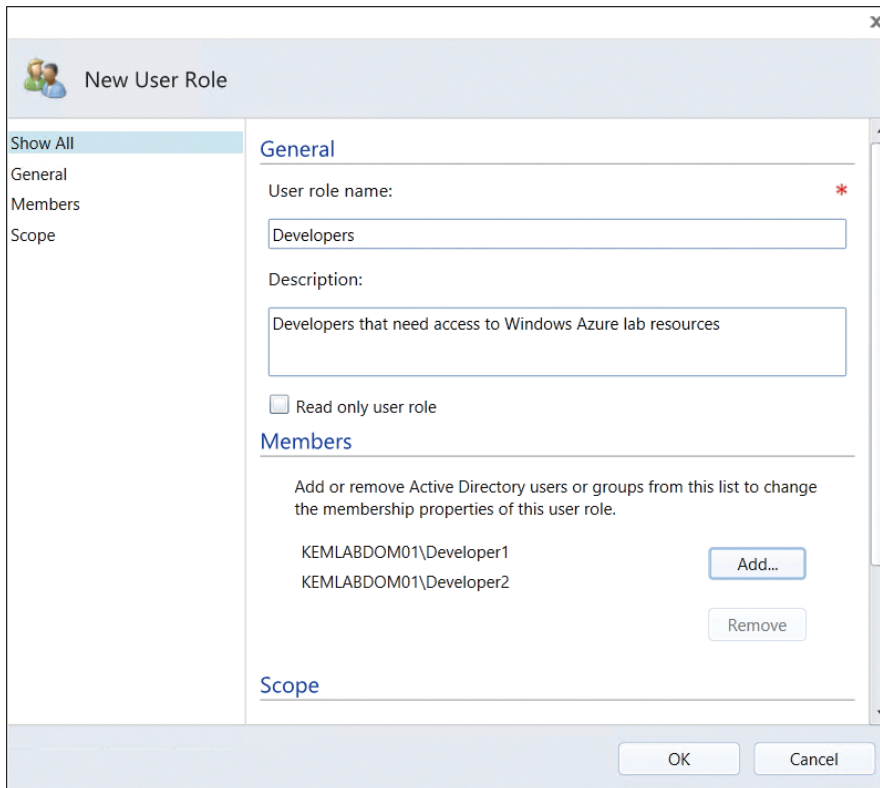 X
New User Role
Show All
General
Members
Scope
General
User role name:
*
Developers
Description:
Developers that need access to Windows Azure lab resources
Read only user role
Members
Add or remove Active Directory users or groups from this list to change
the membership properties of this user role.
KEMLABDOM01\Developer1
KEMLABDOM01\Developer2
Add...
Remove
Scope
OK
Cancel